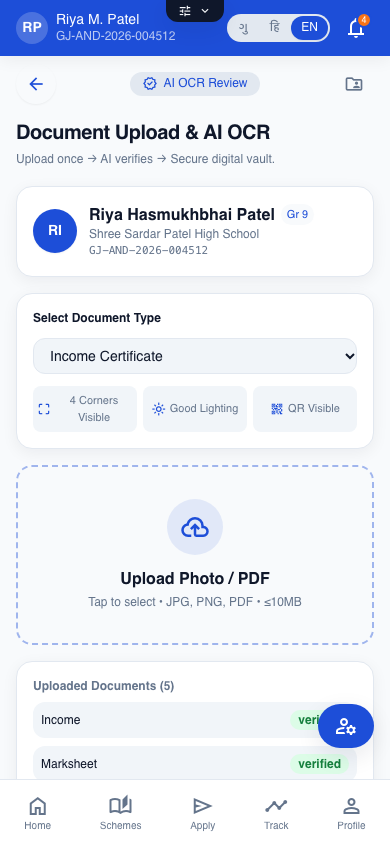 RP
Riya M. Patel
GJ-AND-2026-004512
ગુ
हि
EN
4
AI OCR Review
Document Upload & AI OCR
Upload once → AI verifies → Secure digital vault.
RI
Riya Hasmukhbhai Patel
Gr 9
Shree Sardar Patel High School
GJ-AND-2026-004512
Select Document Type
Income Certificate
4 Corners
Visible
Good Lighting
QR Visible
Upload Photo / PDF
Tap to select • JPG, PNG, PDF • ≤10MB
Uploaded Documents (5)
Income
Marksheet
verified
Home
Schemes
Apply
Track
Profile